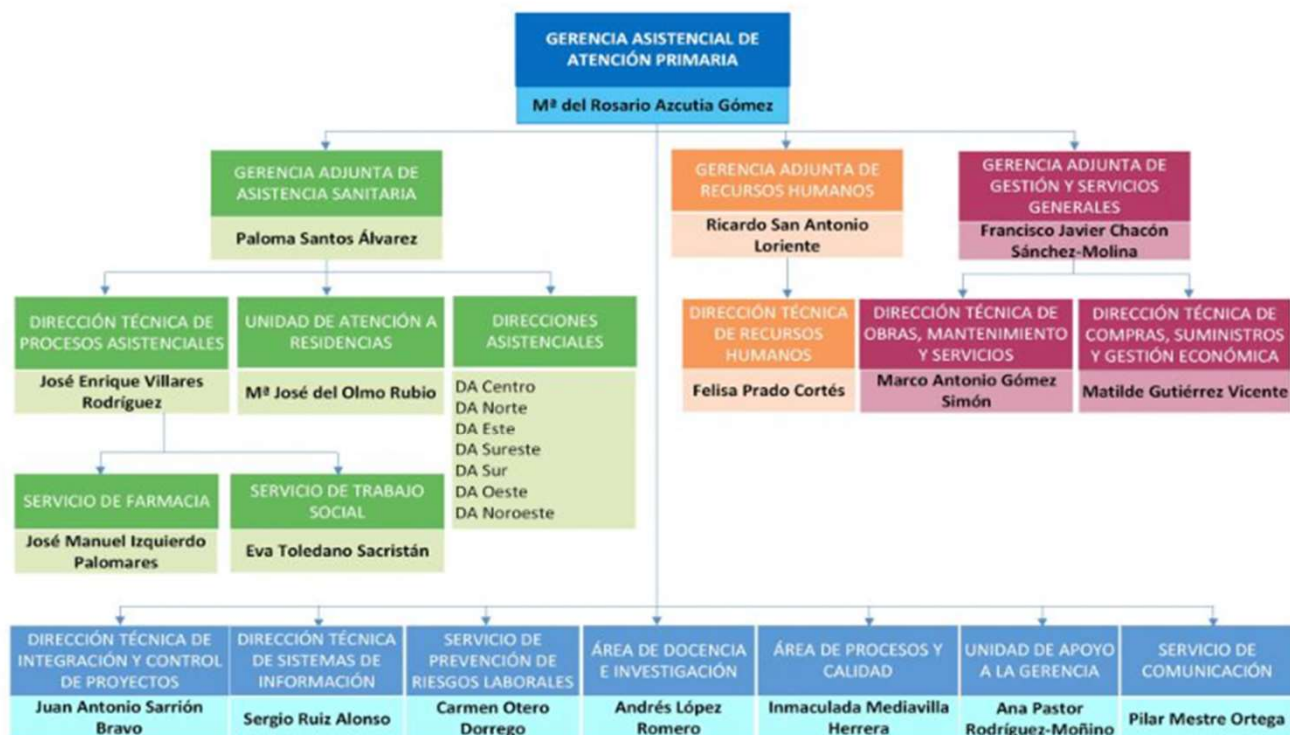 GERENCIA ASISTENCIAL DE
ATENCIÓN PRIMARIA
Mª del Rosario Azcutia Gómez
GERENCIA ADJUNTA DE
ASISTENCIA SANITARIA
Paloma Santos Álvarez
GERENCIA ADJUNTA DE
RECURSOS HUMANOS
Ricardo San Antonio
Loriente
GERENCIA ADJUNTA DE
GESTIÓN Y SERVICIOS
GENERALES
Francisco Javier Chacón
Sánchez-Molina
DIRECCIÓN TÉCNICA DE
PROCESOS ASISTENCIALES
José Enrique Villares
Rodríguez
UNIDAD DE ATENCIÓN A
RESIDENCIAS
Mª José del Olmo Rubio
DIRECCIONES
ASISTENCIALES
DA Centro
DA Norte
DA Este
DA Sureste
DA Sur
DA Oeste
DA Noroeste
DIRECCIÓN TÉCNICA
DE RECURSOS
HUMANOS
Felisa Prado Cortés
DIRECCIÓN TÉCNICA DE
OBRAS, MANTENIMIENTO
Y SERVICIOS
Marco Antonio Gómez
Simón
DIRECCIÓN TÉCNICA DE
COMPRAS, SUMINISTROS
Y GESTIÓN ECONÓMICA
Matilde Gutiérrez Vicente
SERVICIO DE FARMACIA
José Manuel Izquierdo
Palomares
SERVICIO DE TRABAJO
SOCIAL
Eva Toledano Sacristán
DIRECCIÓN TÉCNICA DE
INTEGRACIÓN Y CONTROL
DE PROYECTOS
Juan Antonio Sarrión
Bravo
DIRECCIÓN TÉCNICA
DE SISTEMAS DE
INFORMACIÓN
Sergio Ruiz Alonso
SERVICIO DE
PREVENCIÓN DE
RIESGOS LABORALES
Carmen Otero
Dorrego
ÁREA DE DOCENCIA
E INVESTIGACIÓN
Andrés López
Romero
ÁREA DE PROCESOS Y
CALIDAD
Inmaculada Mediavilla
Herrera
UNIDAD DE APOYO
A LA GERENCIA
Ana Pastor
Rodríguez-Moñino
SERVICIO DE
COMUNICACIÓN
Pilar Mestre Ortega